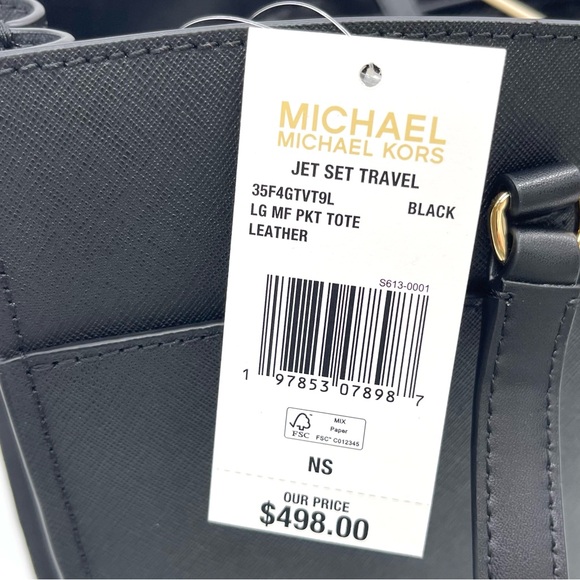 MICHAEL
MICHAEL KORS
JET SET TRAVEL
35F4GTVT9L
LG MF PKT TOTE BLACK
LEATHER
S613-0001
1 97853 07898 7
FSC
MIX
Paper
FSC™ C012345
NS
OUR PRICE
$498.00